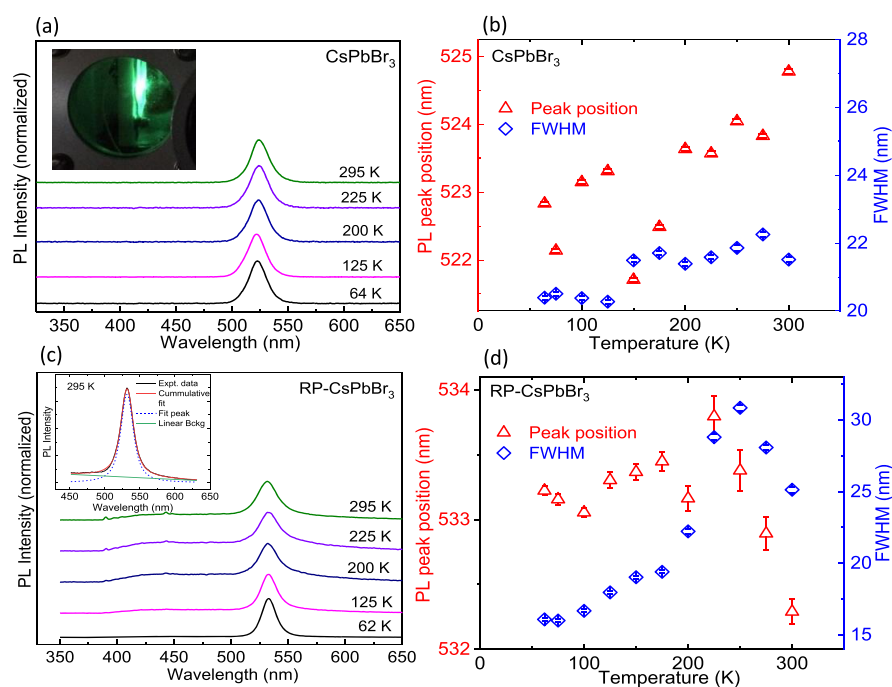 (a)
CsPbBr3
PL Intensity (normalized)
295 K
225 K
200 K
125 K
64 K
350 400 450 500 550 600 650
Wavelength (nm)
(b)
CsPbBr3
Peak position
FWHM
PL peak position (nm)
525
524
523
522
FWHM (nm)
28
26
24
22
20
0 100 200 300
Temperature (K)
(c)
RP-CsPbBr3
PL Intensity (normalized)
295 K
Expt. data
Cummulative
fit
Fit peak
Linear Bckg
PL Intensity
400 450 500 550 600 650
Wavelength (nm)
295 K
225 K
200 K
125 K
62 K
350 400 450 500 550 600 650
Wavelength (nm)
(d)
RP-CsPbBr3
Peak position
FWHM
PL peak position (nm)
534
533
532
FWHM (nm)
30
25
20
15
0 100 200 300
Temperature (K)